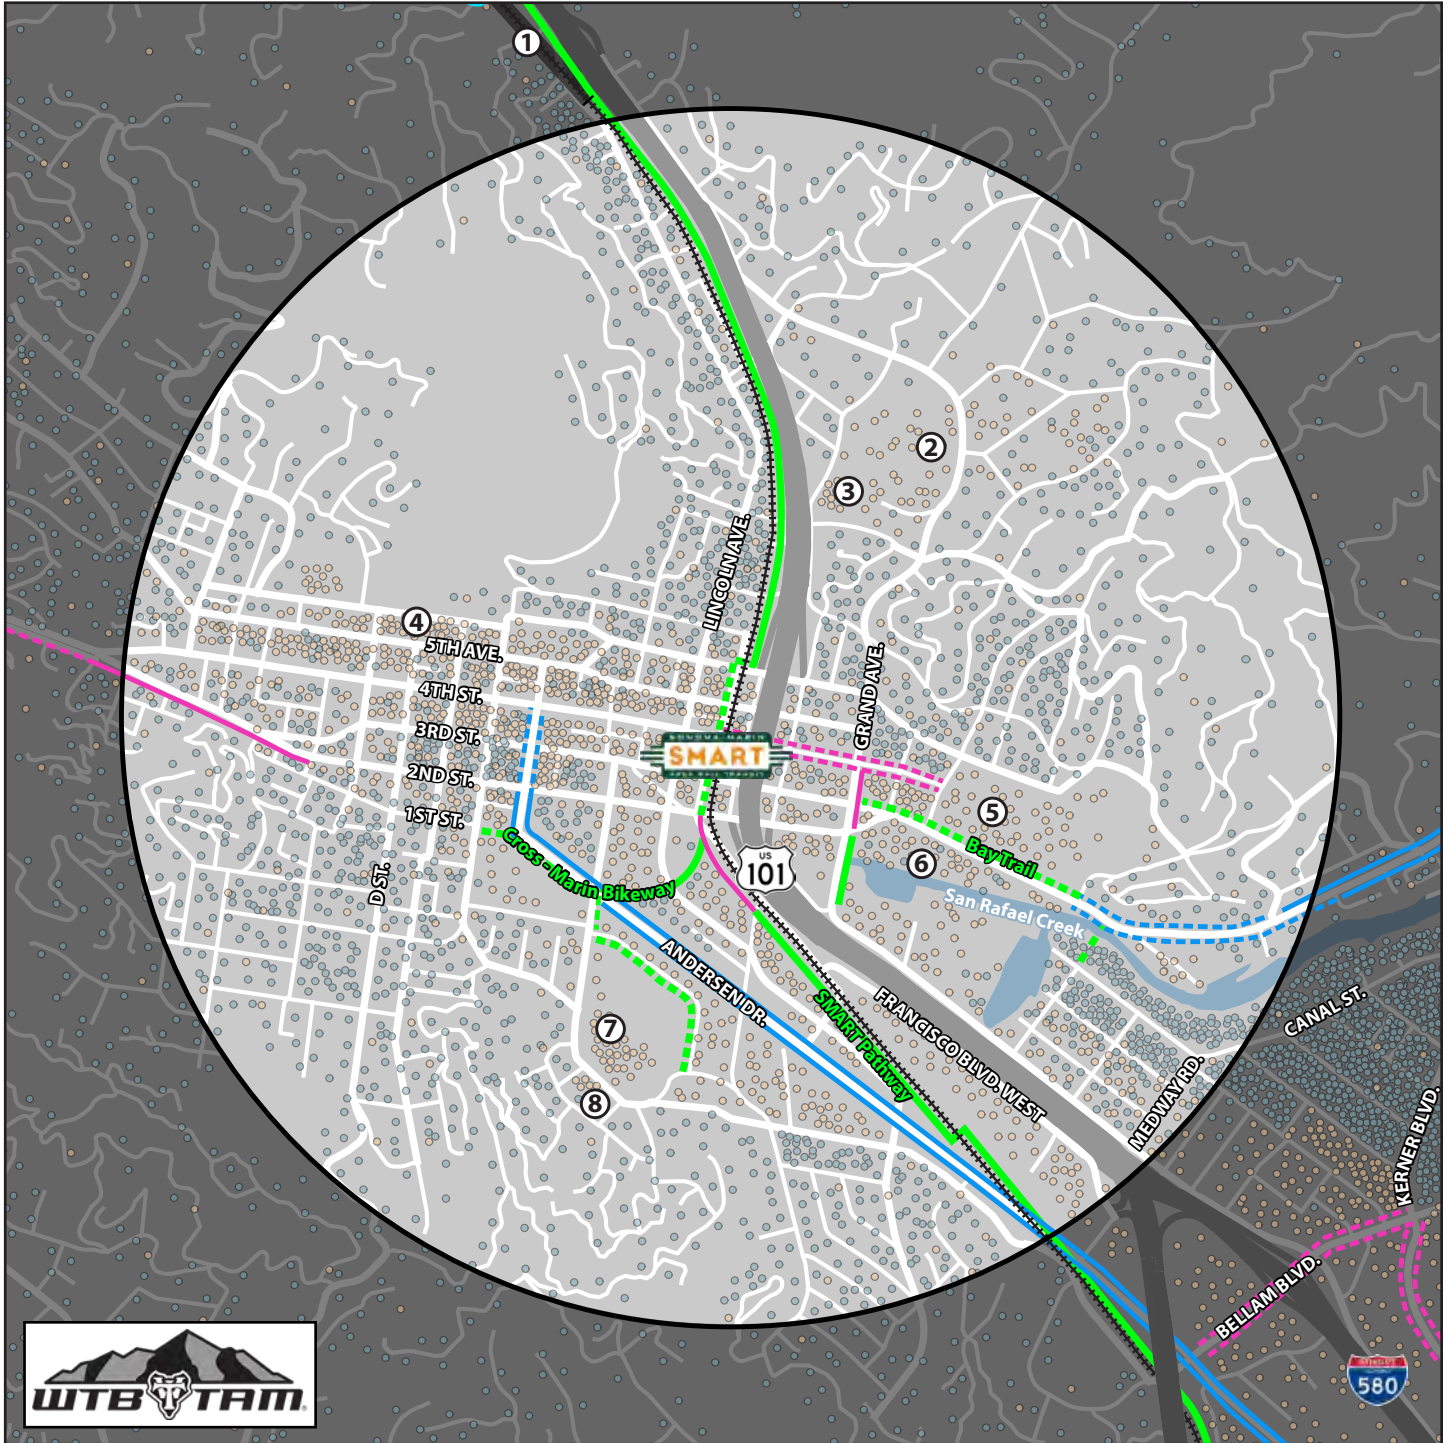 1
2
3
LINCOLN AVE.
4
5TH AVE.
GRAND AVE.
4TH ST.
3RD ST.
SONOMA-MARIN
SMART
2ND ST.
5
1ST ST.
Cross - Marin Bikeway
Bay Trail
6
US
101
D ST.
San Rafael Creek
ANDERSEN DR.
SMART Pathway
FRANCISCO BLVD. WEST
CANAL ST.
7
MEDWAY RD.
8
KERNER BLVD.
BELLAM BLVD.
WTB TAM
580